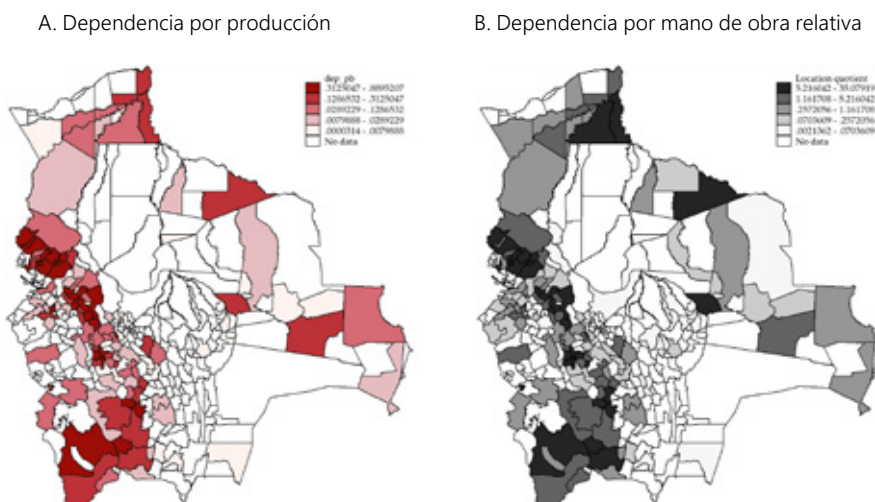 A. Dependencia por producción
B. Dependencia por mano de obra relativa
dep_pb
.3125047 - .8895207
.1286532 - .3125047
.0289229 - .1286532
.0079888 - .0289229
.0000314 - .0079888
No data
Location quotient
5.216042 - 35.07919
1.161708 - 5.216042
.2572056 - 1.161708
.0703609 - .2572056
.0021362 - .0703609
No data